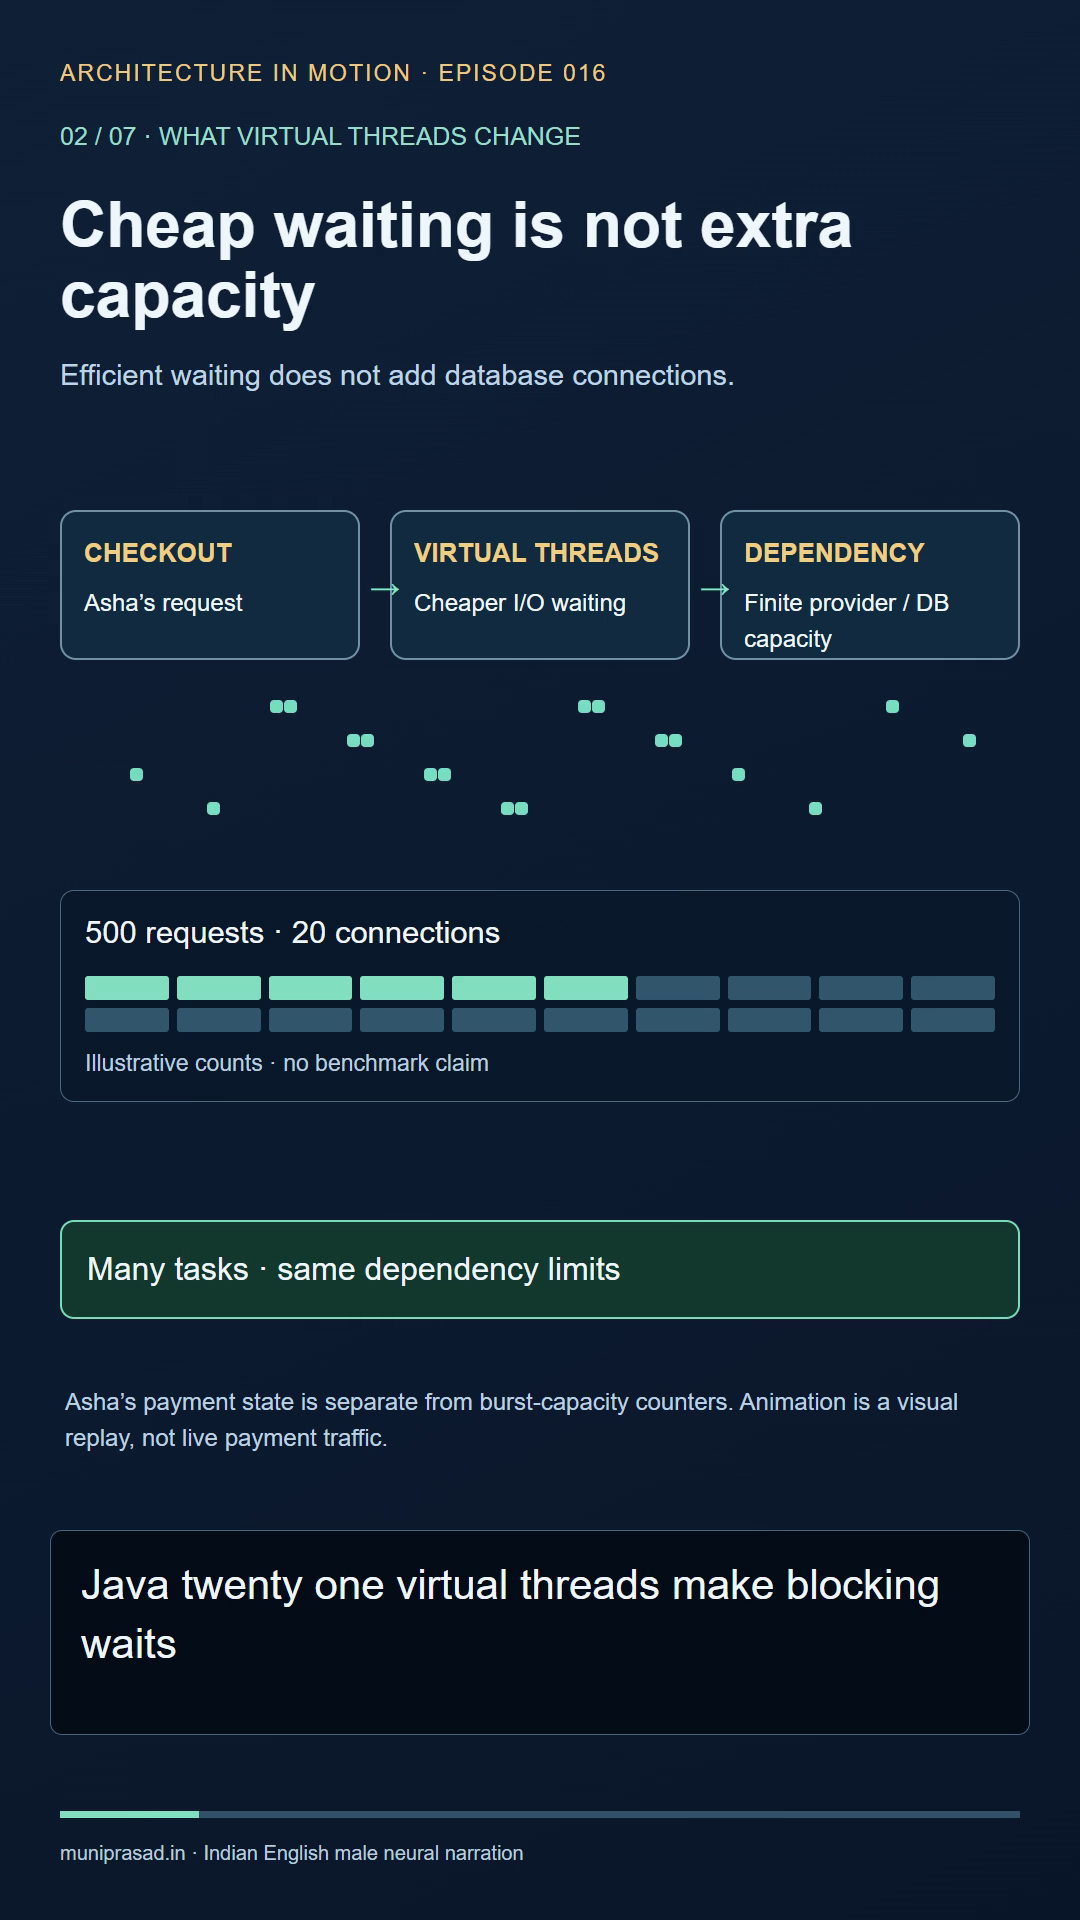 ARCHITECTURE IN MOTION · EPISODE 016
02 / 07 · WHAT VIRTUAL THREADS CHANGE
Cheap waiting is not extra
capacity
Efficient waiting does not add database connections.
CHECKOUT
Asha’s request
→
VIRTUAL THREADS
Cheaper I/O waiting
→
DEPENDENCY
Finite provider / DB
capacity
500 requests · 20 connections
Illustrative counts · no benchmark claim
Many tasks · same dependency limits
Asha’s payment state is separate from burst-capacity counters. Animation is a visual
replay, not live payment traffic.
Java twenty one virtual threads make blocking
waits
muniprasad.in · Indian English male neural narration